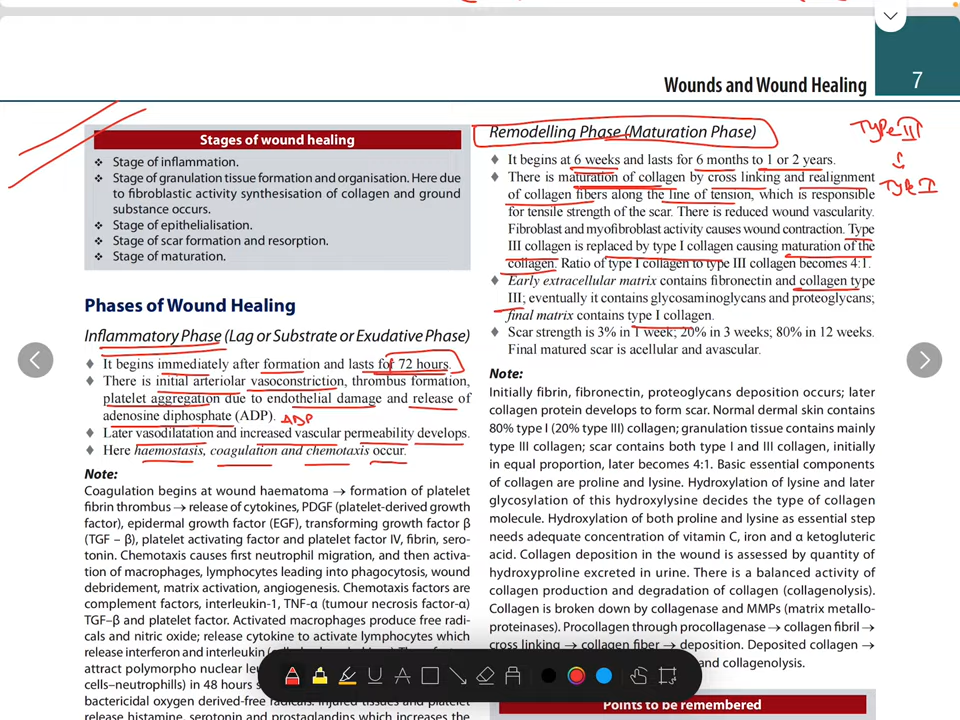 Wounds and Wound Healing
7
Stages of wound healing
❖ Stage of inflammation.
❖ Stage of granulation tissue formation and organisation. Here due
to fibroblastic activity synthesisation of collagen and ground
substance occurs.
❖ Stage of epithelialisation.
❖ Stage of scar formation and resorption.
❖ Stage of maturation.
Phases of Wound Healing
Inflammatory Phase (Lag or Substrate or Exudative Phase)
♦ It begins immediately after formation and lasts for 72 hours.
♦ There is initial arteriolar vasoconstriction, thrombus formation,
platelet aggregation due to endothelial damage and release of
adenosine diphosphate (ADP).
ADP
♦ Later vasodilatation and increased vascular permeability develops.
♦ Here haemostasis, coagulation and chemotaxis occur.
Note:
Coagulation begins at wound haematoma → formation of platelet
fibrin thrombus → release of cytokines, PDGF (platelet-derived growth
factor), epidermal growth factor (EGF), transforming growth factor β
(TGF – β), platelet activating factor and platelet factor IV, fibrin, sero-
tonin. Chemotaxis causes first neutrophil migration, and then activa-
tion of macrophages, lymphocytes leading into phagocytosis, wound
debridement, matrix activation, angiogenesis. Chemotaxis factors are
complement factors, interleukin-1, TNF-α (tumour necrosis factor-α)
TGF–β and platelet factor. Activated macrophages produce free radi-
cals and nitric oxide; release cytokine to activate lymphocytes which
release interferon and interleukin
attract polymorpho nuclear
cells–neutrophills) in 48 hours
bactericidal oxygen derived-free radicals. Injured tissues and platelet
release histamine, serotonin and prostaglandins which increases the
Remodelling Phase (Maturation Phase)
Type III
Type I
♦ It begins at 6 weeks and lasts for 6 months to 1 or 2 years.
♦ There is maturation of collagen by cross linking and realignment
of collagen fibers along the line of tension, which is responsible
for tensile strength of the scar. There is reduced wound vascularity.
Fibroblast and myofibroblast activity causes wound contraction. Type
III collagen is replaced by type I collagen causing maturation of the
collagen. Ratio of type I collagen to type III collagen becomes 4:1.
♦ Early extracellular matrix contains fibronectin and collagen type
III; eventually it contains glycosaminoglycans and proteoglycans;
final matrix contains type I collagen.
♦ Scar strength is 3% in 1 week; 20% in 3 weeks; 80% in 12 weeks.
Final matured scar is acellular and avascular.
Note:
Initially fibrin, fibronectin, proteoglycans deposition occurs; later
collagen protein develops to form scar. Normal dermal skin contains
80% type I (20% type III) collagen; granulation tissue contains mainly
type III collagen; scar contains both type I and III collagen, initially
in equal proportion, later becomes 4:1. Basic essential components
of collagen are proline and lysine. Hydroxylation of lysine and later
glycosylation of this hydroxylysine decides the type of collagen
molecule. Hydroxylation of both proline and lysine as essential step
needs adequate concentration of vitamin C, iron and α ketogluteric
acid. Collagen deposition in the wound is assessed by quantity of
hydroxyproline excreted in urine. There is a balanced activity of
collagen production and degradation of collagen (collagenolysis).
Collagen is broken down by collagenase and MMPs (matrix metallo-
proteinases). Procollagen through procollagenase → collagen fibril →
cross linking → collagen fiber → deposition. Deposited collagen →
and collagenolysis.
Points to be remembered